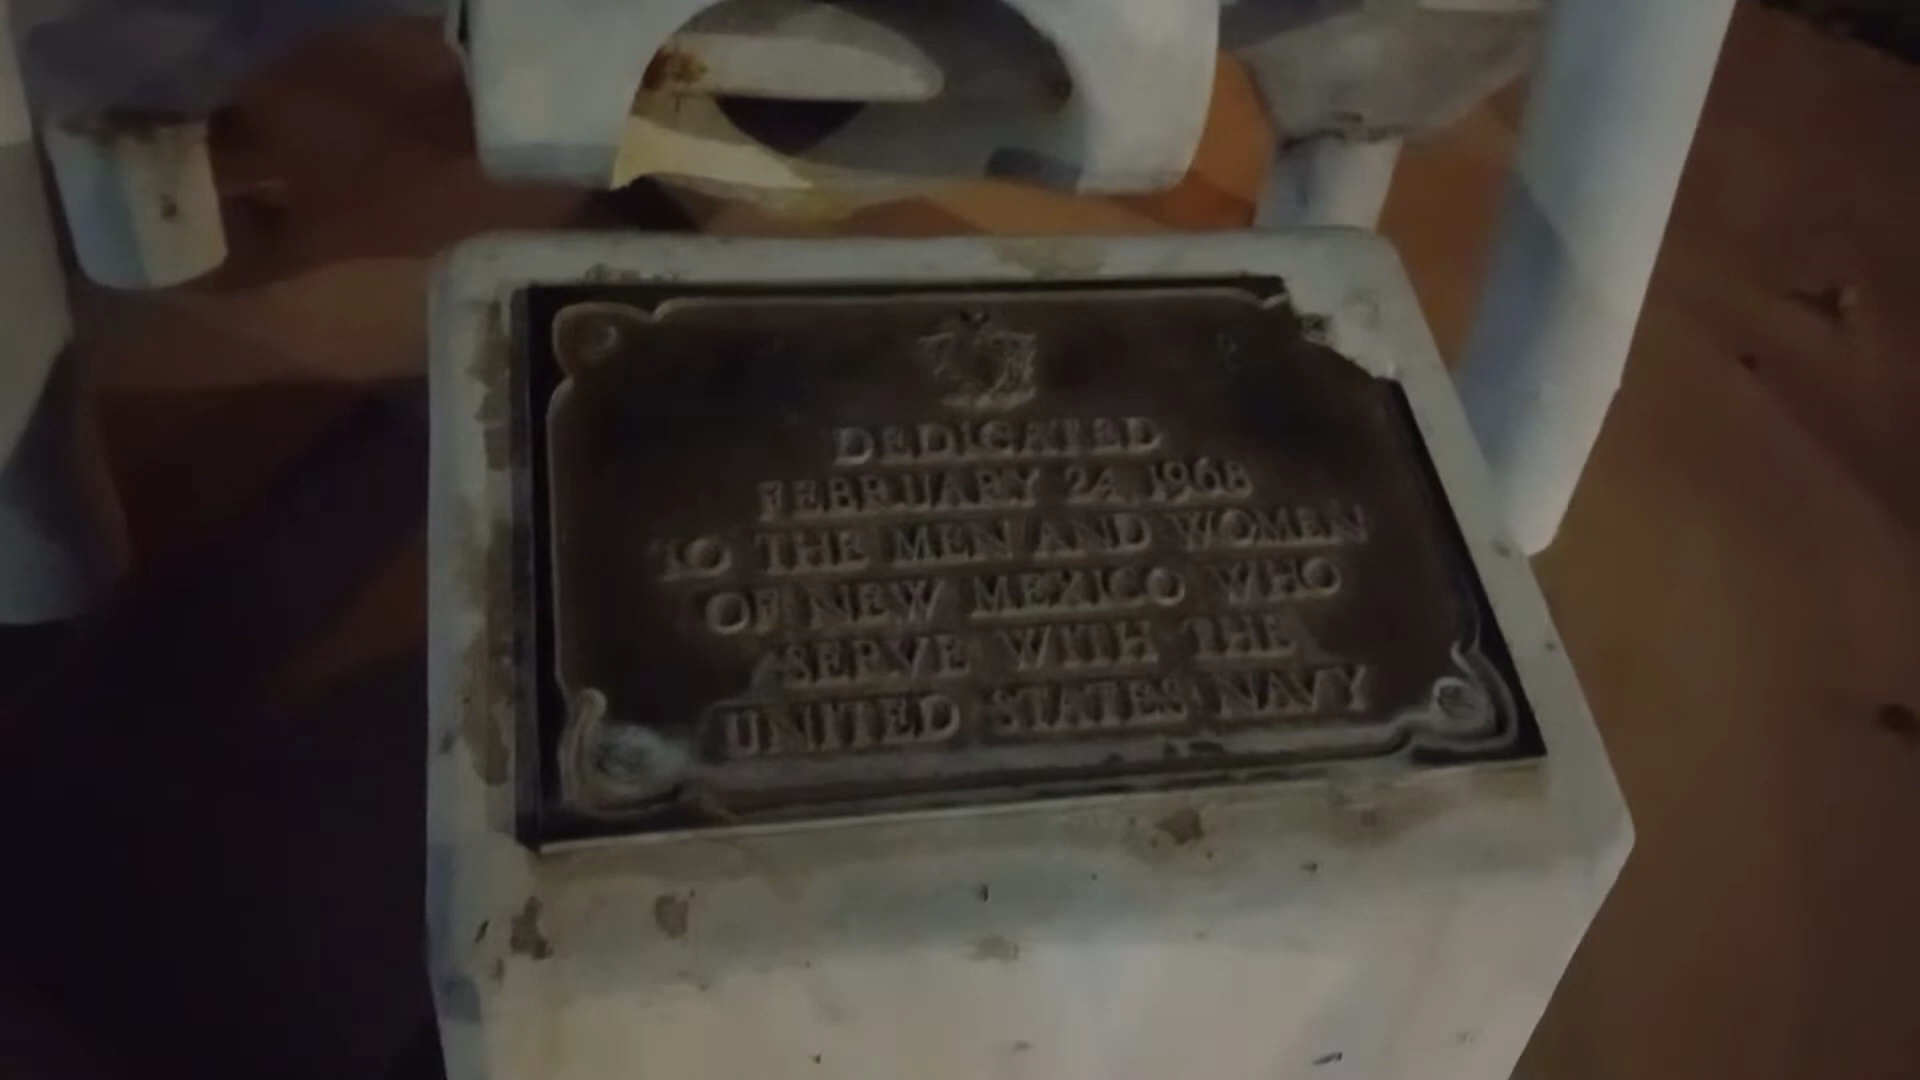 DEDICATED
FEBRUARY 24, 1968
TO THE MEN AND WOMEN
OF NEW MEXICO WHO
SERVE WITH THE
UNITED STATES NAVY